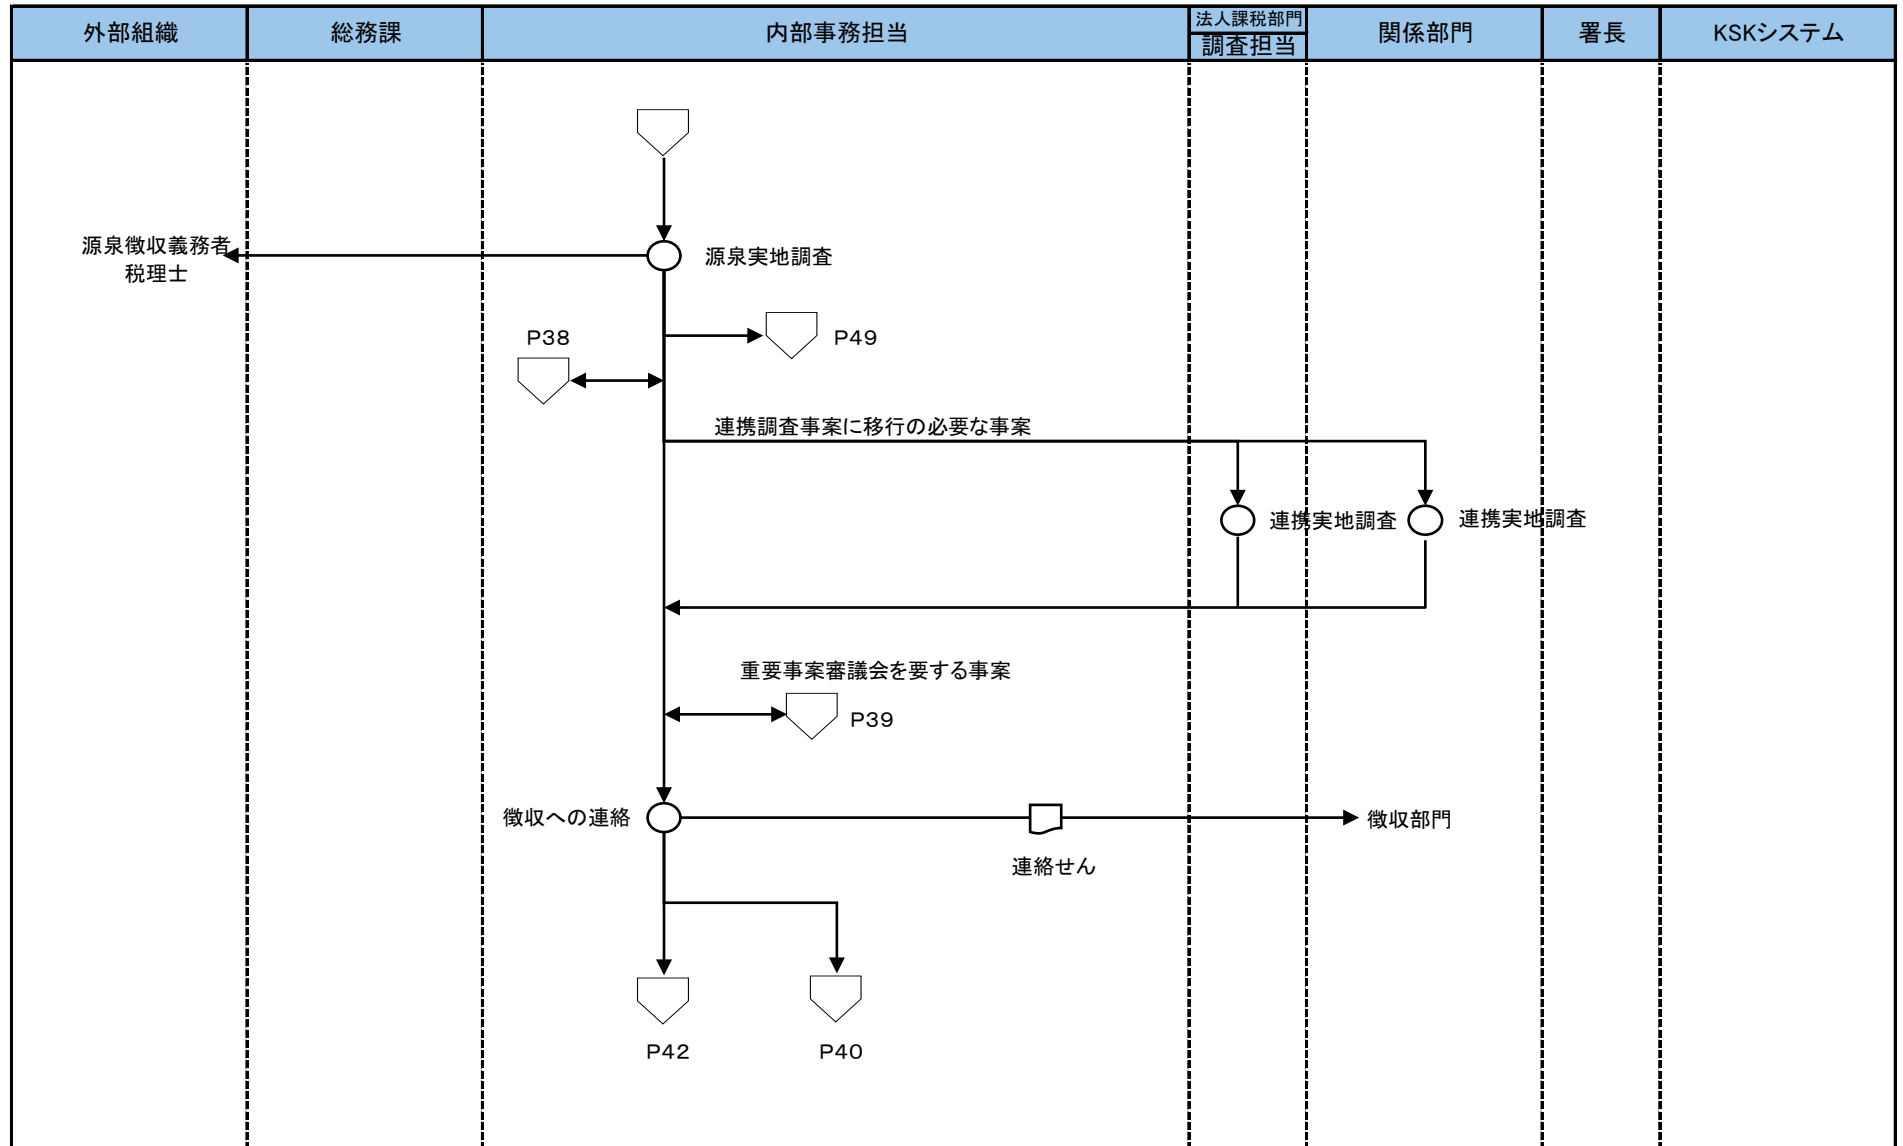 外部組織
総務課
内部事務担当
法人課税部門
調査担当
関係部門
署長
KSKシステム
源泉徴収義務者
税理士
源泉実地調査
P38
P49
連携調査事案に移行の必要な事案
連携実地調査
連携実地調査
重要事案審議会を要する事案
P39
徴収への連絡
徴収部門
連絡せん
P42
P40